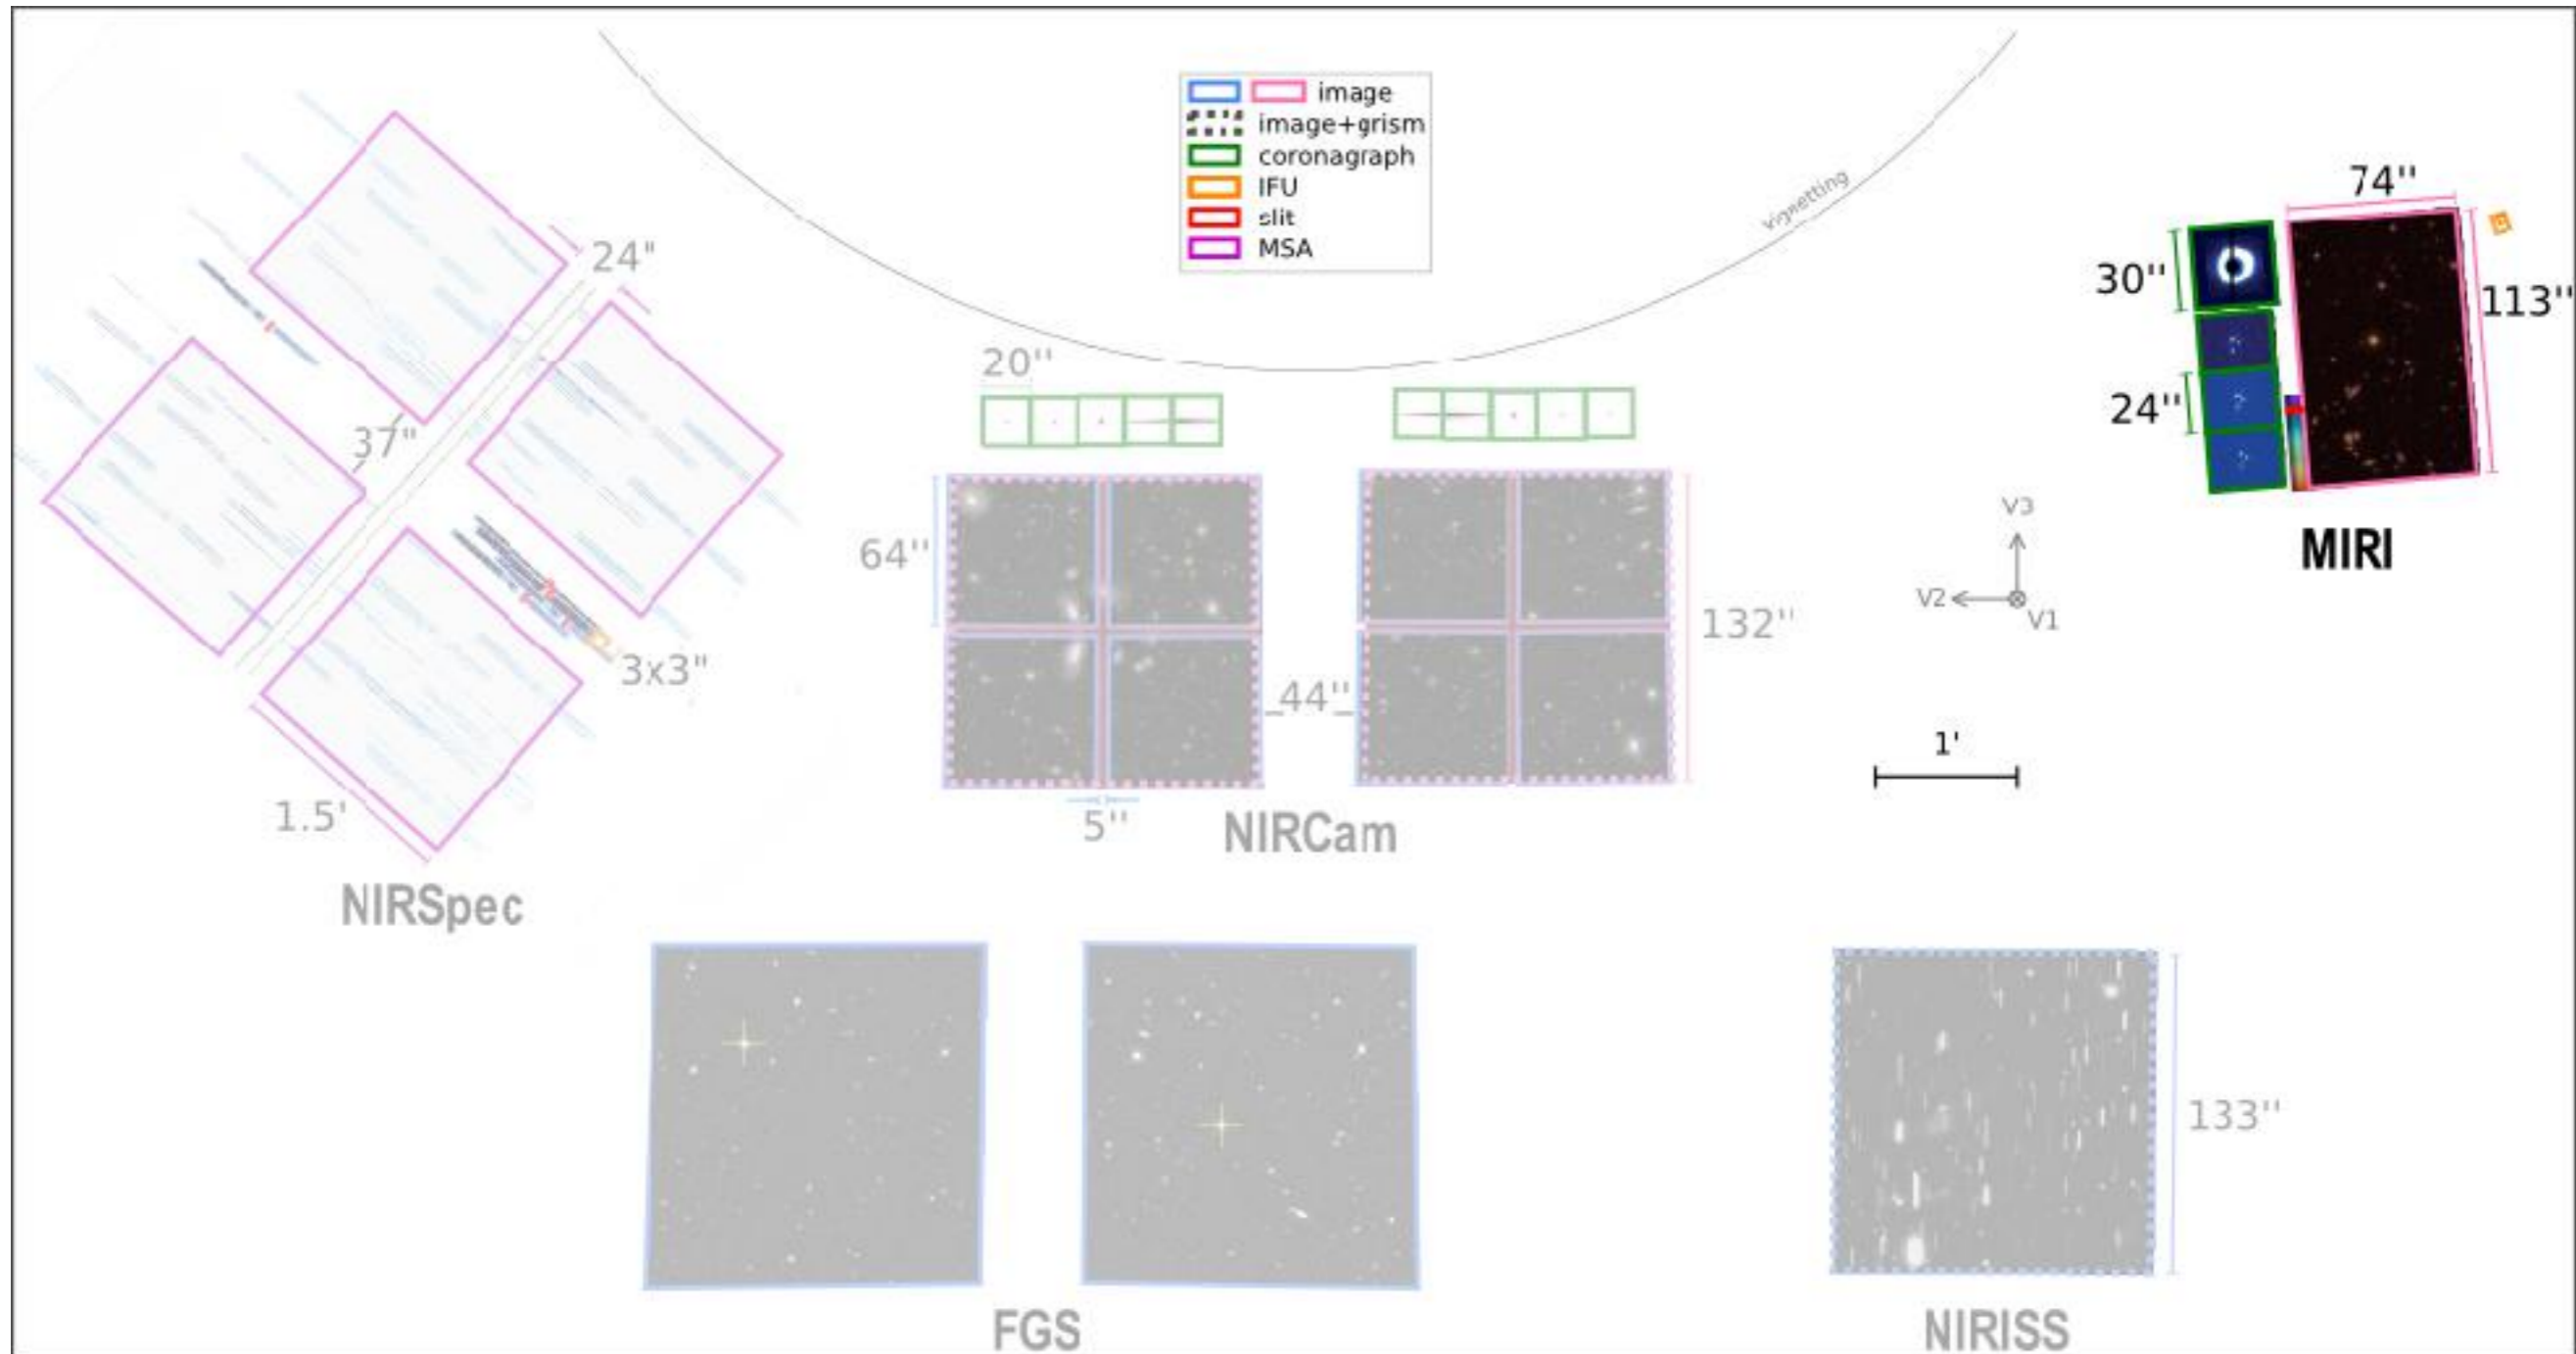 image
image+grism
coronagraph
IFU
slit
MSA
vignetting
24"
37"
3x3"
1.5'
NIRSpec
20''
64''
44''
132''
5''
NIRCam
74''
30''
113''
24''
MIRI
V3
V2
V1
1'
FGS
133''
NIRISS